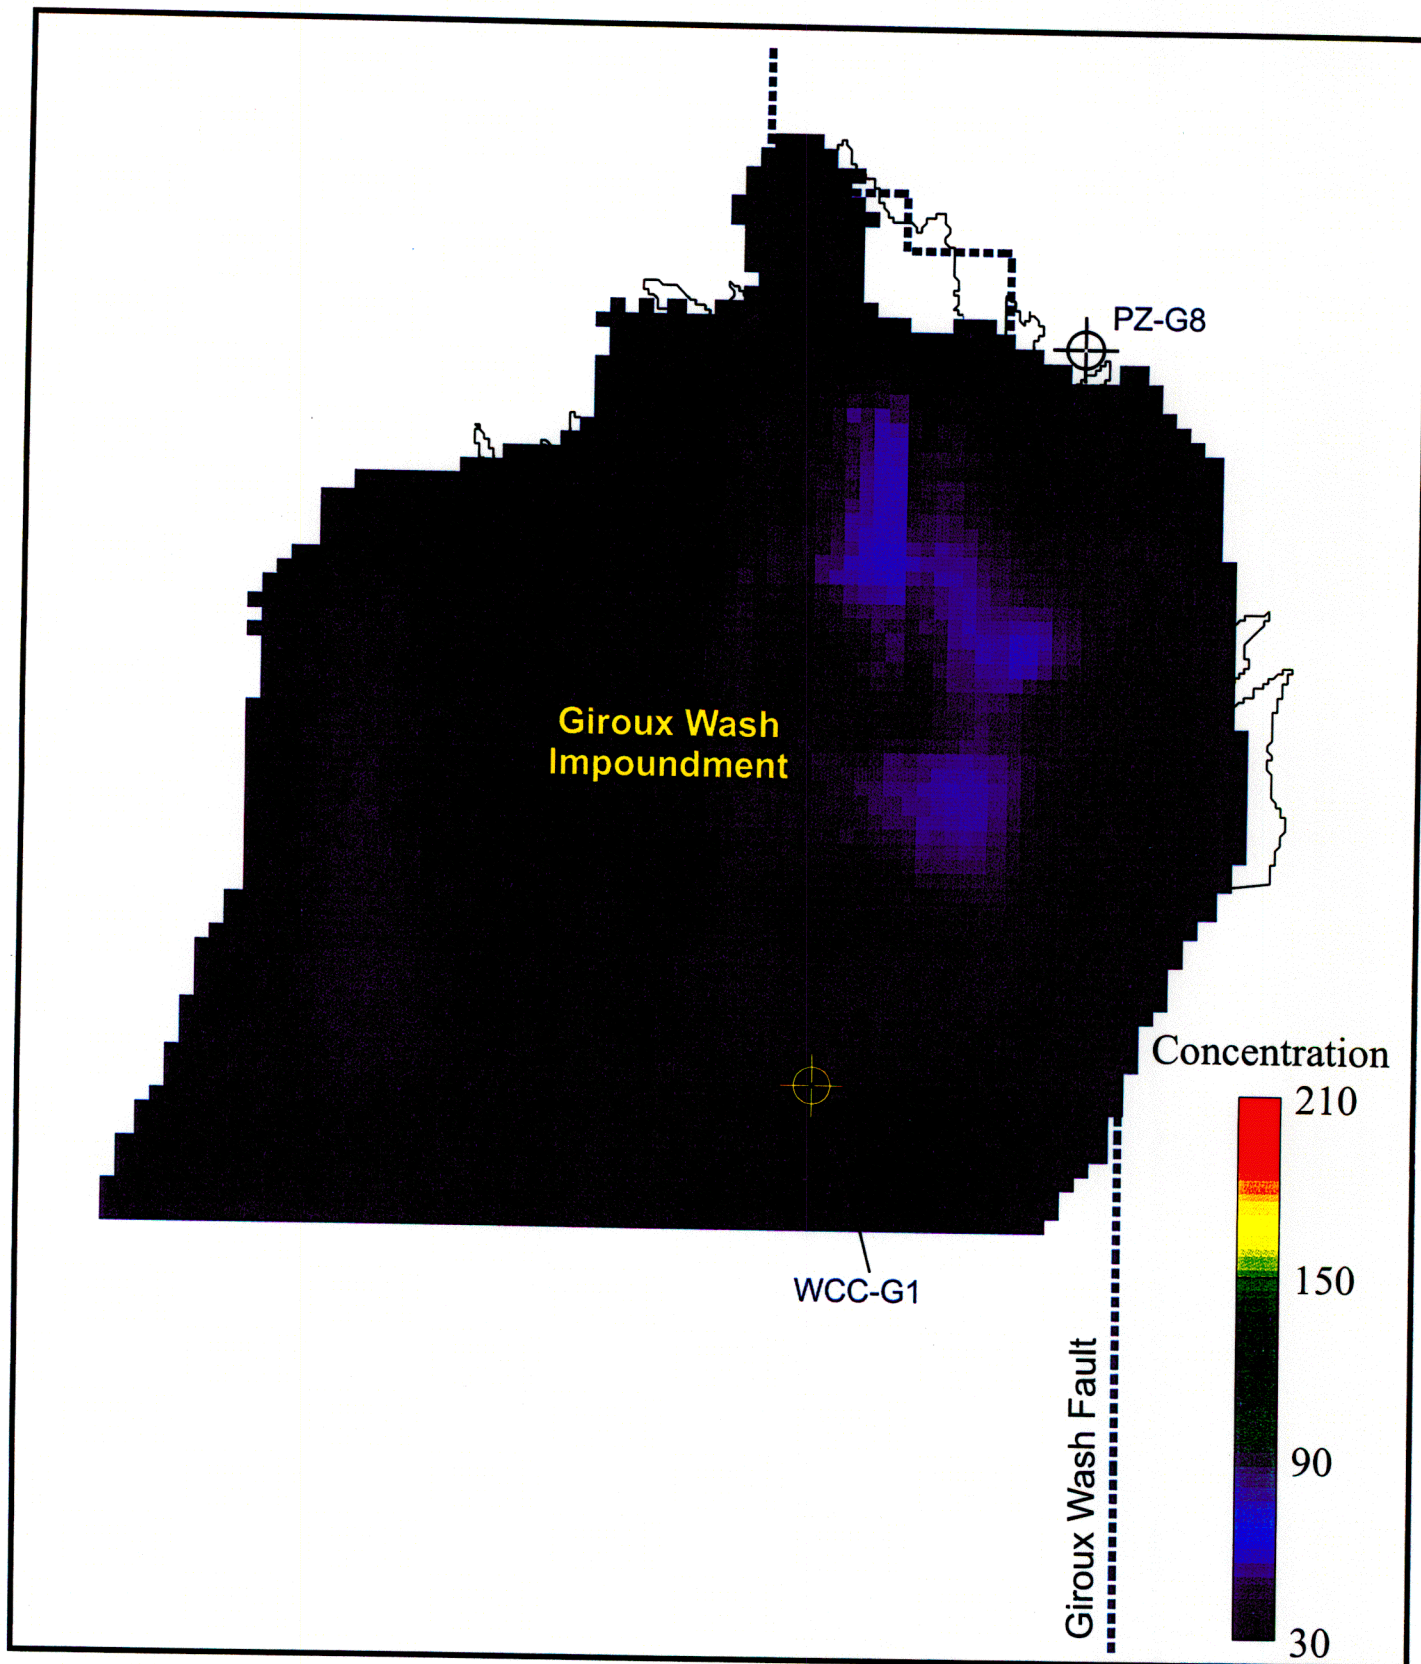 PZ-G8
Giroux Wash
Impoundment
Concentration
210
150
90
30
WCC-G1
Giroux Wash Fault